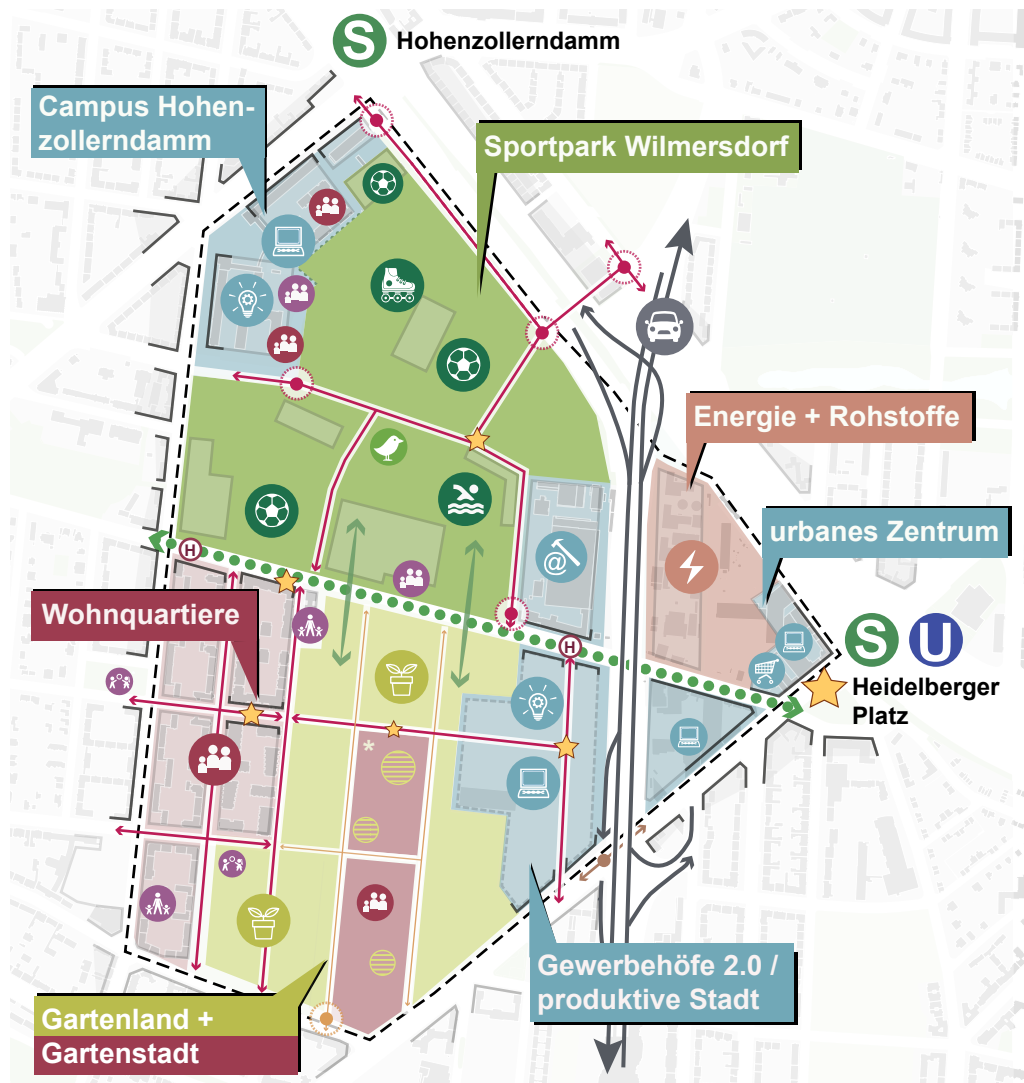 S Hohenzollerndamm
Campus Hohen-
zollerndamm
Sportpark Wilmersdorf
Energie + Rohstoffe
urbanes Zentrum
@
H
Wohnquartiere
H
S U
Heidelberger
Platz
*
Gewerbehöfe 2.0 /
produktive Stadt
Gartenland +
Gartenstadt